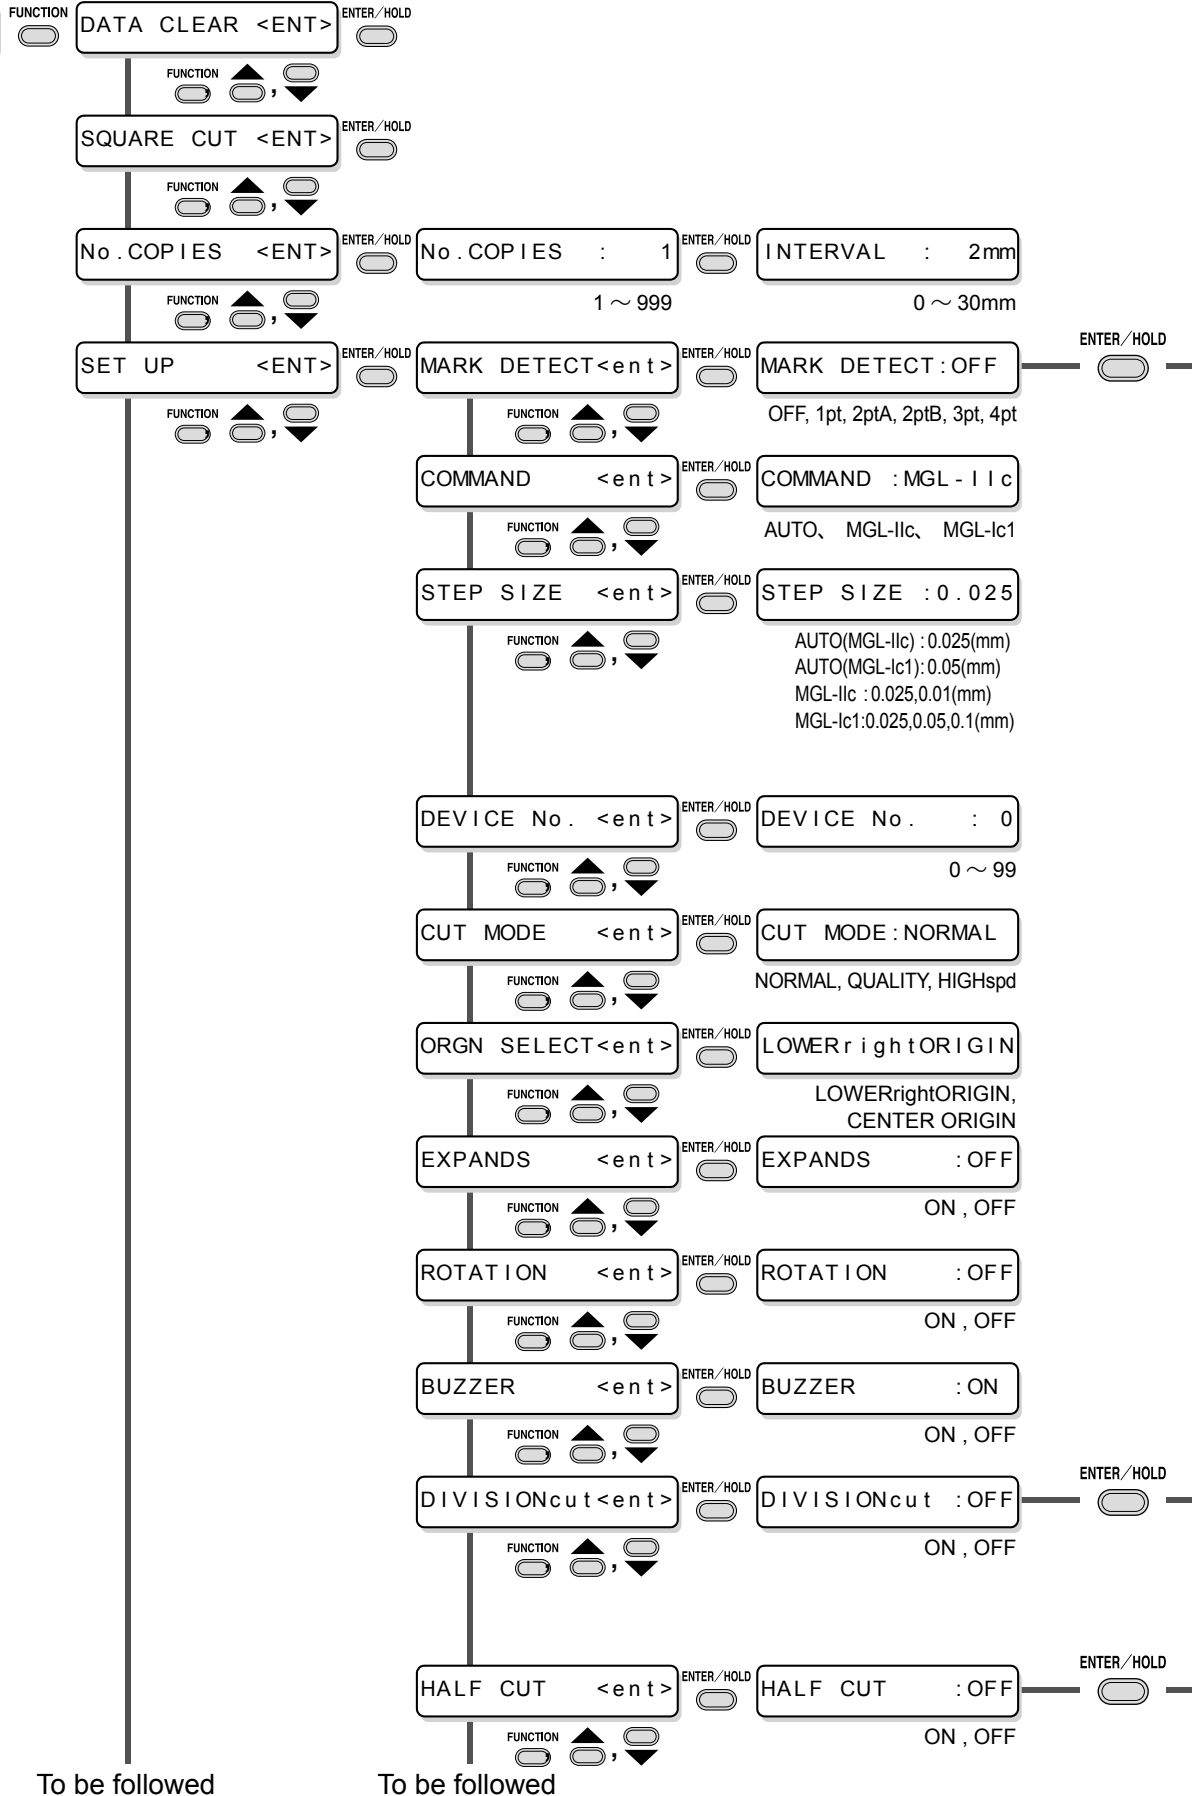 FUNCTION DATA CLEAR <ENT> ENTER/HOLD
FUNCTION ,
SQUARE CUT <ENT> ENTER/HOLD
FUNCTION ,
No.COPIES <ENT> ENTER/HOLD No.COPIES : 1 ENTER/HOLD INTERVAL : 2mm
FUNCTION , 1～999 0～30mm
SET UP <ENT> ENTER/HOLD MARK DETECT<ent> ENTER/HOLD MARK DETECT:OFF ENTER/HOLD
FUNCTION , FUNCTION , OFF, 1pt, 2ptA, 2ptB, 3pt, 4pt
COMMAND <ent> ENTER/HOLD COMMAND :MGL-IIc
FUNCTION , AUTO、 MGL-IIc、 MGL-Ic1
STEP SIZE <ent> ENTER/HOLD STEP SIZE :0.025
FUNCTION , AUTO(MGL-IIc) : 0.025(mm)
AUTO(MGL-Ic1): 0.05(mm)
MGL-IIc : 0.025,0.01(mm)
MGL-Ic1:0.025,0.05,0.1(mm)
DEVICE No. <ent> ENTER/HOLD DEVICE No. : 0
FUNCTION , 0～99
CUT MODE <ent> ENTER/HOLD CUT MODE:NORMAL
FUNCTION , NORMAL, QUALITY, HIGHspd
ORGN SELECT<ent> ENTER/HOLD LOWERrightORIGIN
FUNCTION , LOWERrightORIGIN,
CENTER ORIGIN
EXPANDS <ent> ENTER/HOLD EXPANDS :OFF
FUNCTION , ON , OFF
ROTATION <ent> ENTER/HOLD ROTATION :OFF
FUNCTION , ON , OFF
BUZZER <ent> ENTER/HOLD BUZZER :ON
FUNCTION , ON , OFF
DIVISIONcut<ent> ENTER/HOLD DIVISIONcut :OFF ENTER/HOLD
FUNCTION , ON , OFF
HALF CUT <ent> ENTER/HOLD HALF CUT :OFF ENTER/HOLD
FUNCTION , ON , OFF
To be followed To be followed